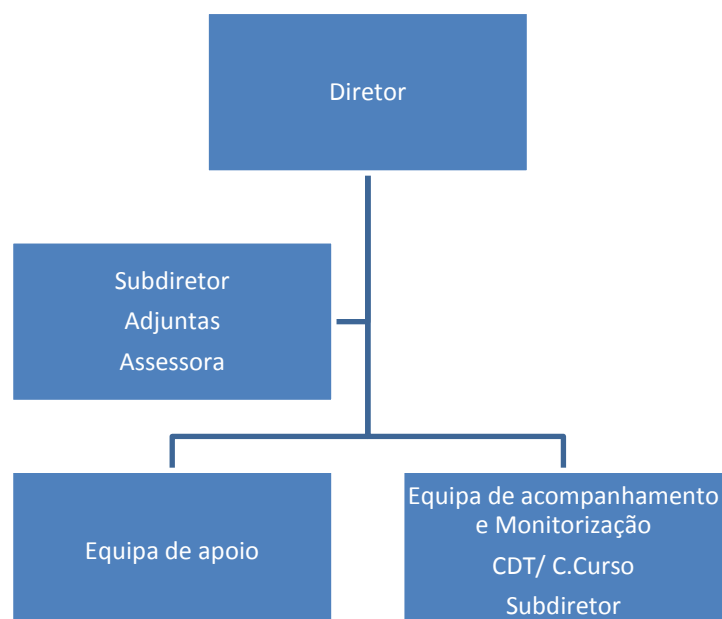 Diretor
Subdiretor
Adjuntas
Assessora
Equipa de apoio
Equipa de acompanhamento
e Monitorização
CDT/ C.Curso
Subdiretor